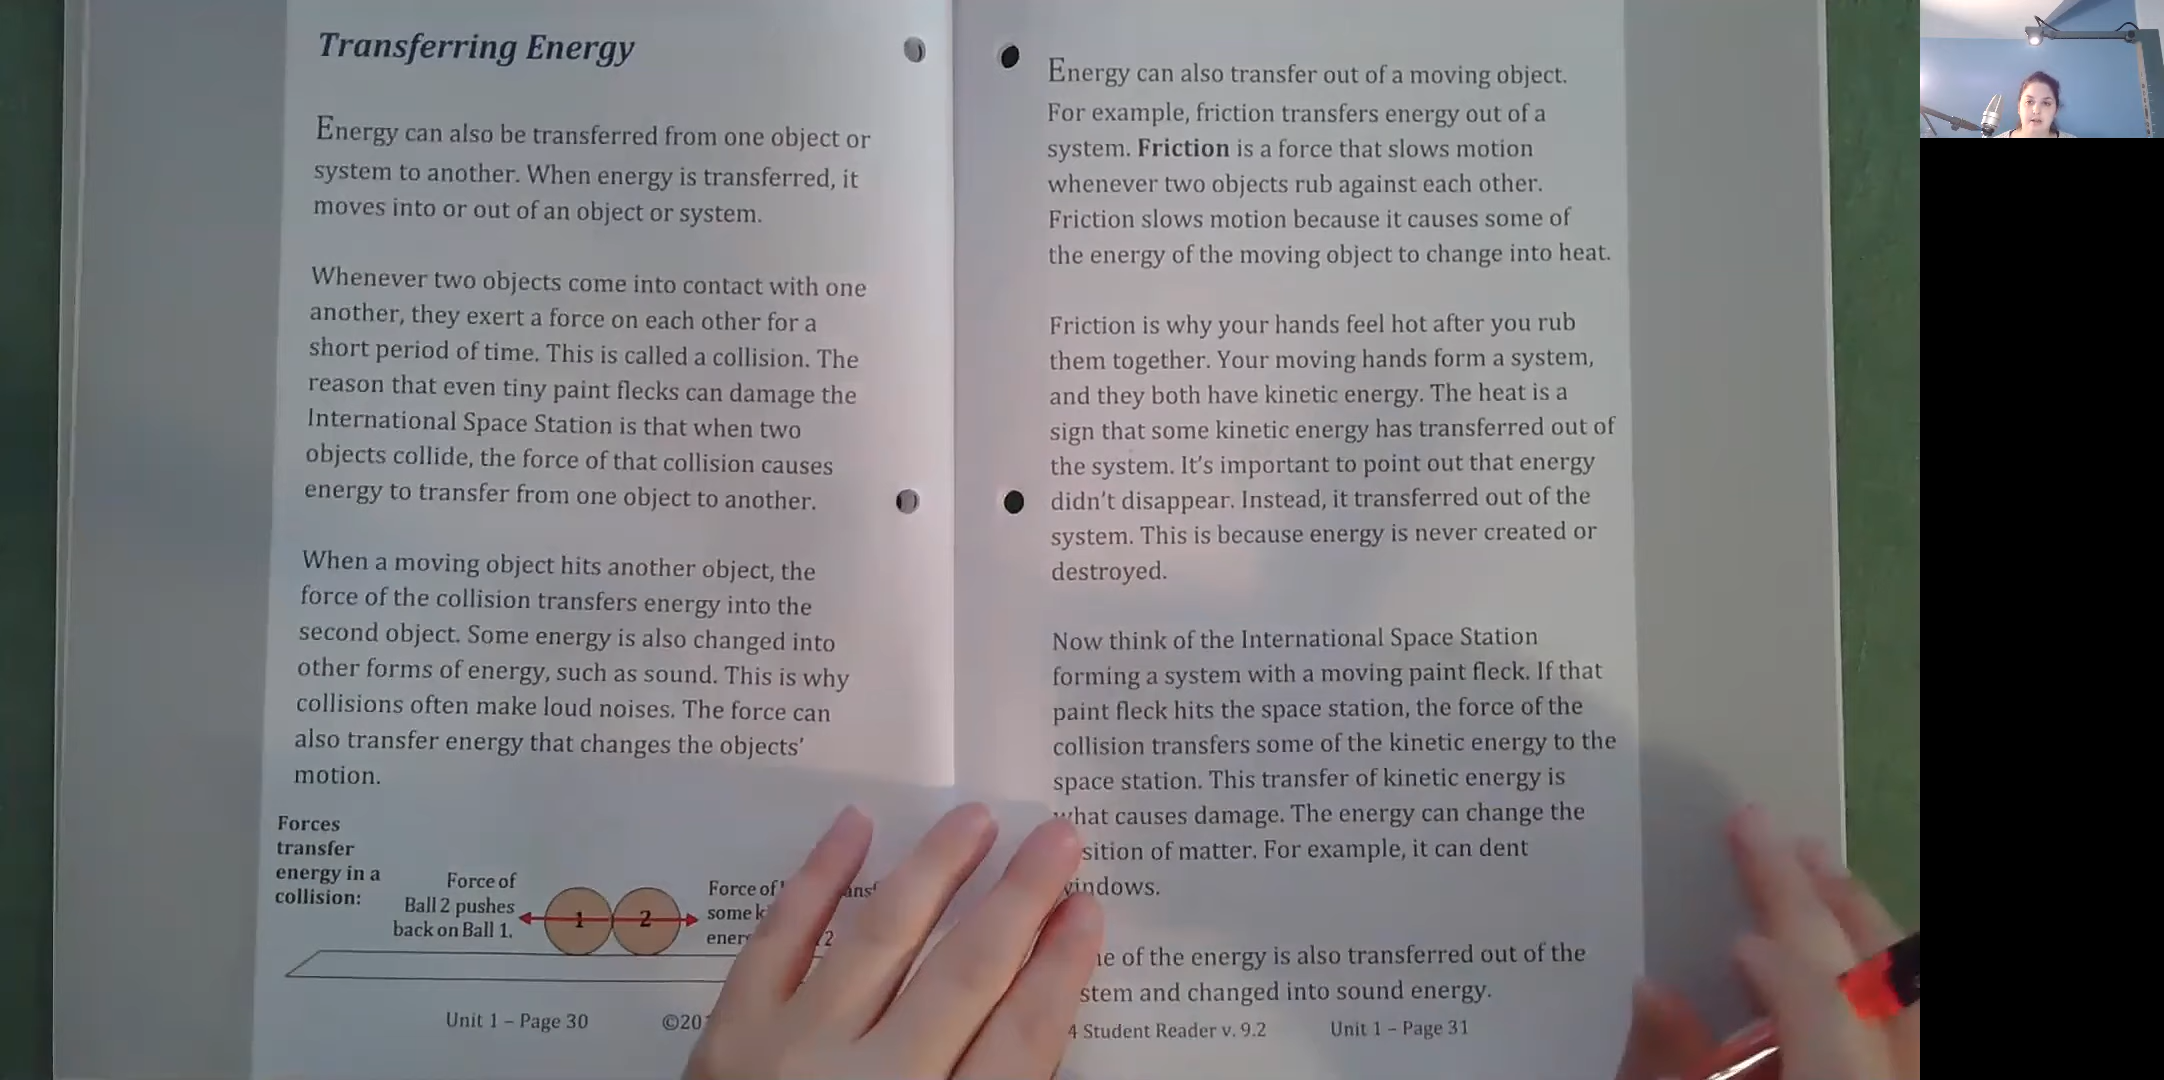 Transferring Energy
Energy can also be transferred from one object or
system to another. When energy is transferred, it
moves into or out of an object or system.
Whenever two objects come into contact with one
another, they exert a force on each other for a
short period of time. This is called a collision. The
reason that even tiny paint flecks can damage the
International Space Station is that when two
objects collide, the force of that collision causes
energy to transfer from one object to another.
When a moving object hits another object, the
force of the collision transfers energy into the
second object. Some energy is also changed into
other forms of energy, such as sound. This is why
collisions often make loud noises. The force can
also transfer energy that changes the objects'
motion.
Forces
transfer
energy in a
collision:
Force of
Ball 2 pushes
back on Ball 1.
1
2
Force of
some
2
Unit 1 – Page 30
Energy can also transfer out of a moving object.
For example, friction transfers energy out of a
system. Friction is a force that slows motion
whenever two objects rub against each other.
Friction slows motion because it causes some of
the energy of the moving object to change into heat.
Friction is why your hands feel hot after you rub
them together. Your moving hands form a system,
and they both have kinetic energy. The heat is a
sign that some kinetic energy has transferred out of
the system. It's important to point out that energy
didn't disappear. Instead, it transferred out of the
system. This is because energy is never created or
destroyed.
Now think of the International Space Station
forming a system with a moving paint fleck. If that
paint fleck hits the space station, the force of the
collision transfers some of the kinetic energy to the
space station. This transfer of kinetic energy is
what causes damage. The energy can change the
of matter. For example, it can dent
windows.
of the energy is also transferred out of the
and changed into sound energy.
4 Student Reader v. 9.2
Unit 1 – Page 31